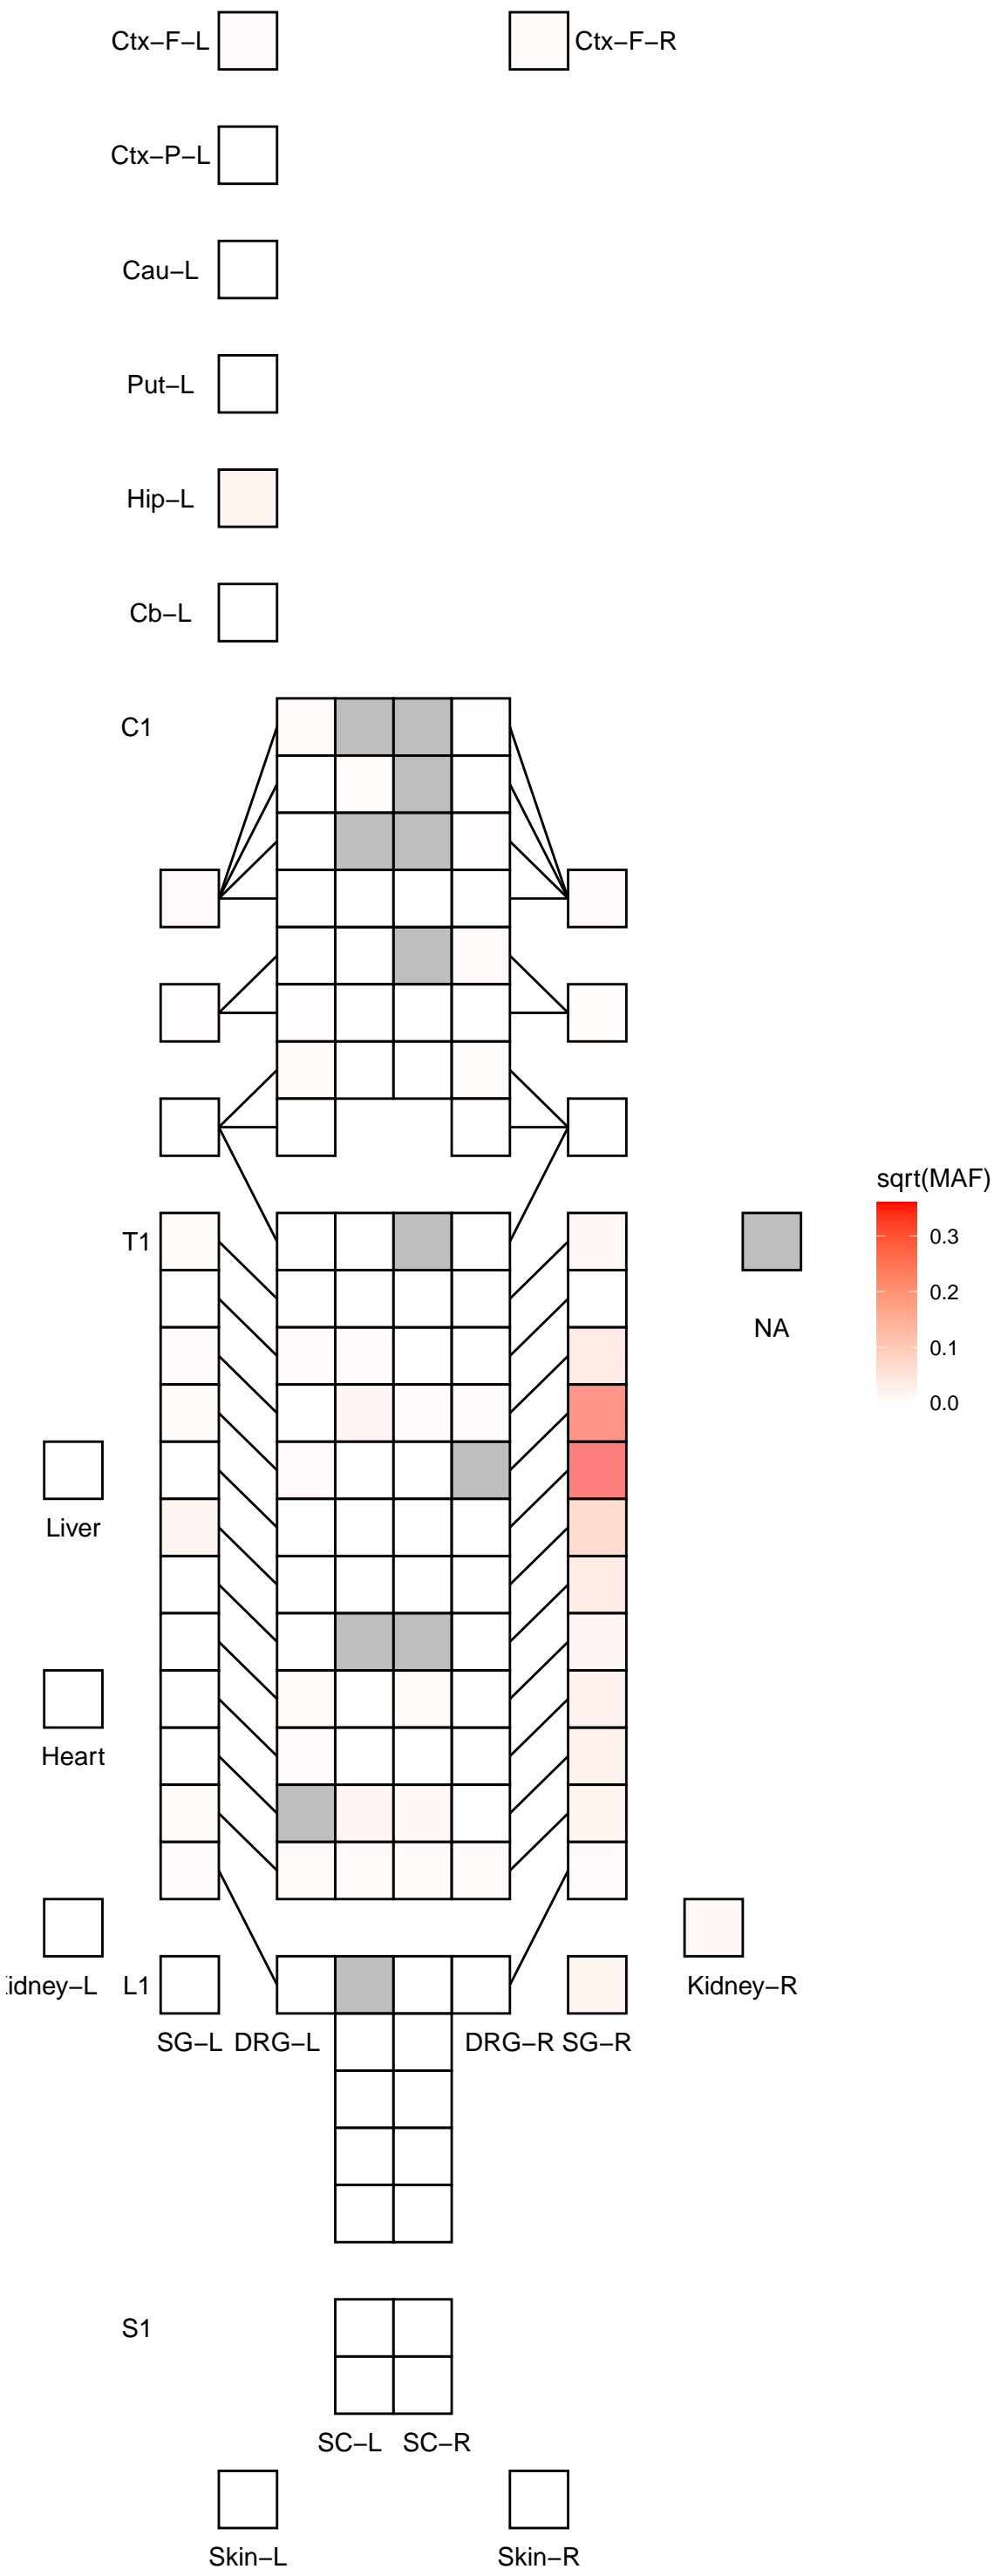 Ctx–F–L
Ctx–F–R
Ctx–P–L
Cau–L
Put–L
Hip–L
Cb–L
C1
sqrt(MAF)
0.3
0.2
0.1
0.0
T1
NA
Liver
Heart
idney–L
L1
Kidney–R
SG–L DRG–L
DRG–R SG–R
S1
SC–L SC–R
Skin–L
Skin–R